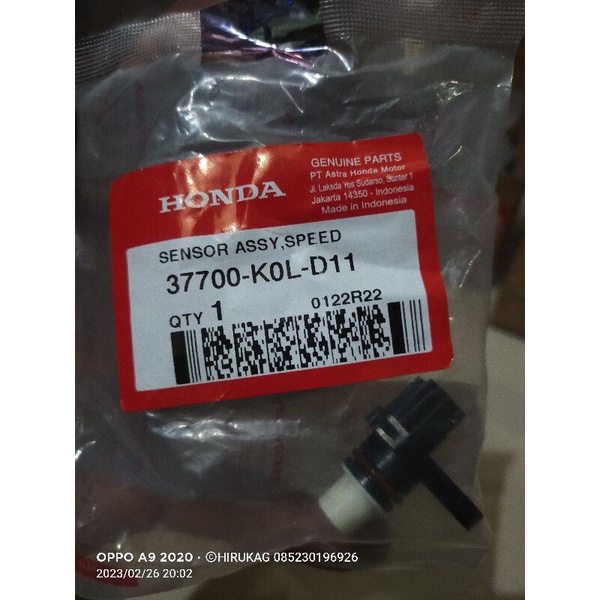 HONDA
GENUINE PARTS
PT Astra Honda Motor
Jl. Laksda Yos Sudarso, Sunter 1
Jakarta 14350 - Indonesia
Made in Indonesia
SENSOR ASSY,SPEED
37700-K0L-D11
QTY 1
0122R22
OPPO A9 2020 · ©HIRUKAG 085230196926
2023/02/26 20:02